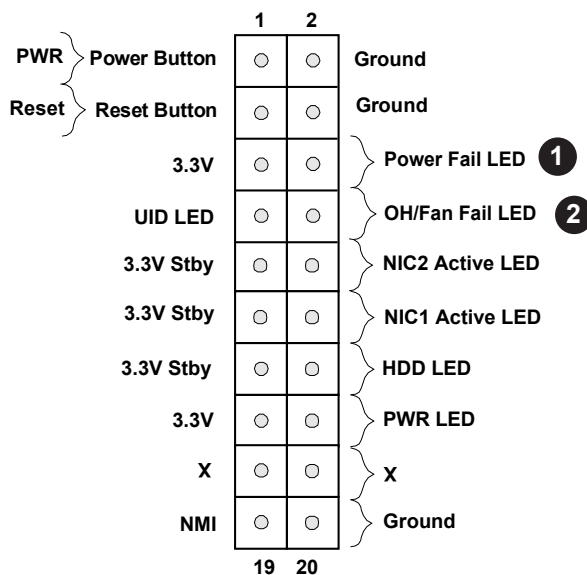 1 2
PWR Power Button Ground
Reset Reset Button Ground
3.3V Power Fail LED 1
UID LED OH/Fan Fail LED 2
3.3V Stby NIC2 Active LED
3.3V Stby NIC1 Active LED
3.3V Stby HDD LED
3.3V PWR LED
X X
NMI Ground
19 20